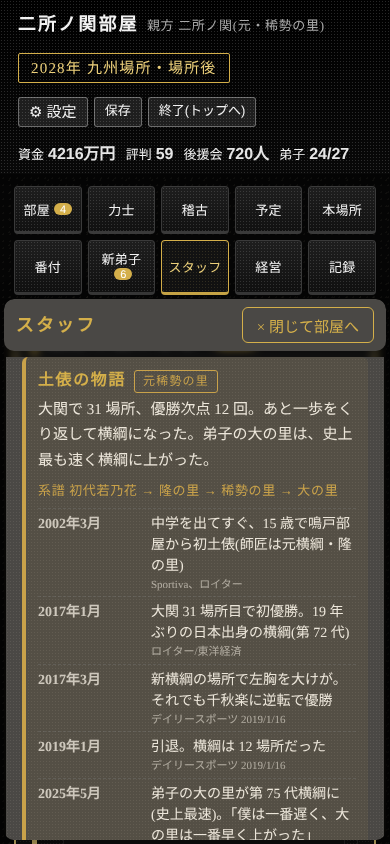 二所ノ関部屋 親方 二所ノ関(元・稀勢の里)
2028年 九州場所・場所後
⚙ 設定 保存 終了(トップへ)
資金 4216万円 評判 59 後援会 720人 弟子 24/27
部屋 4 力士 稽古 予定 本場所
番付 新弟子 6 スタッフ 経営 記録
スタッフ × 閉じて部屋へ
土俵の物語 元稀勢の里
大関で 31 場所、優勝次点 12 回。あと一歩をく
り返して横綱になった。弟子の大の里は、史上
最も速く横綱に上がった。
系譜 初代若乃花 → 隆の里 → 稀勢の里 → 大の里
2002年3月 中学を出てすぐ、15 歳で鳴戸部
屋から初土俵(師匠は元横綱・隆
の里)
Sportiva、ロイター
2017年1月 大関 31 場所目で初優勝。19 年
ぶりの日本出身の横綱(第 72 代)
ロイター/東洋経済
2017年3月 新横綱の場所で左胸を大けが。
それでも千秋楽に逆転で優勝
デイリースポーツ 2019/1/16
2019年1月 引退。横綱は 12 場所だった
デイリースポーツ 2019/1/16
2025年5月 弟子の大の里が第 75 代横綱に
(史上最速)。「僕は一番遅く、大
の里は一番早く上がった」